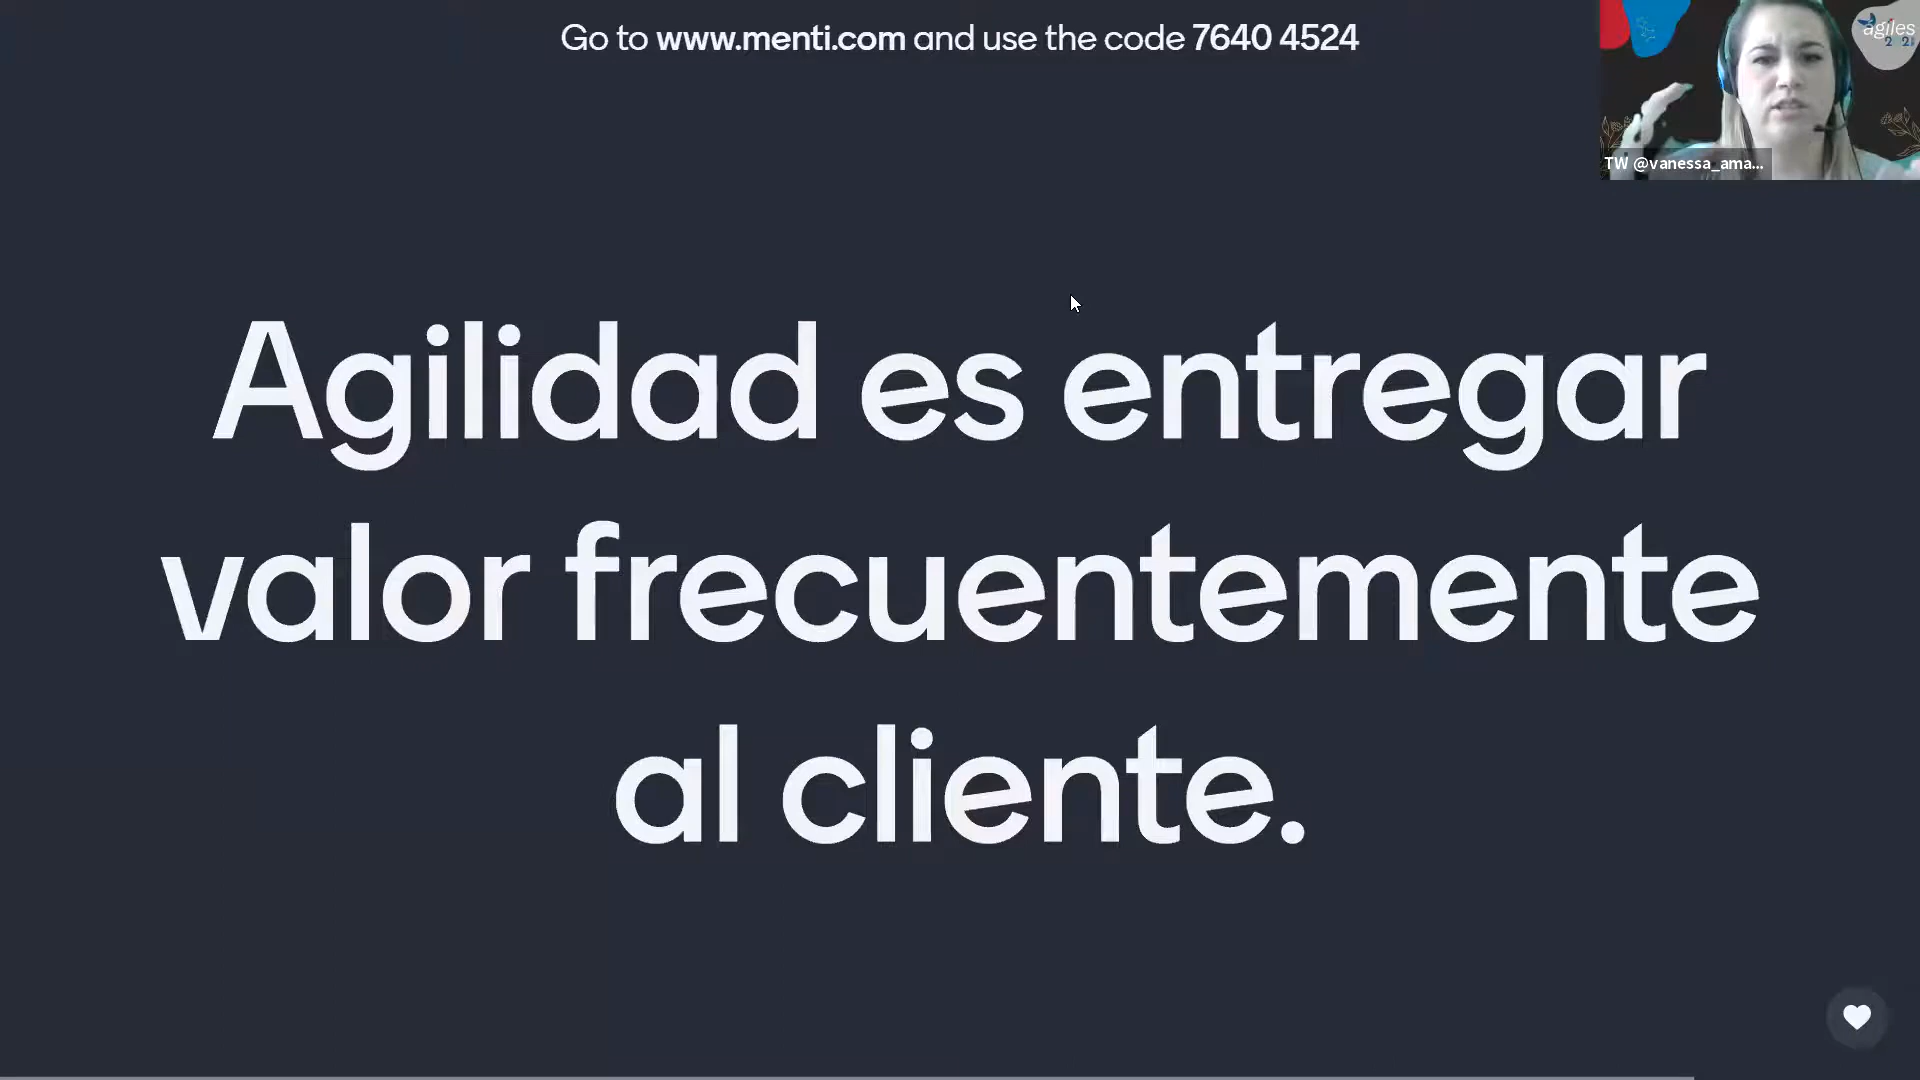 Go to www.menti.com and use the code 7640 4524
ágiles
TW @vanessa_ama...
Agilidad es entregar
valor frecuentemente
al cliente.